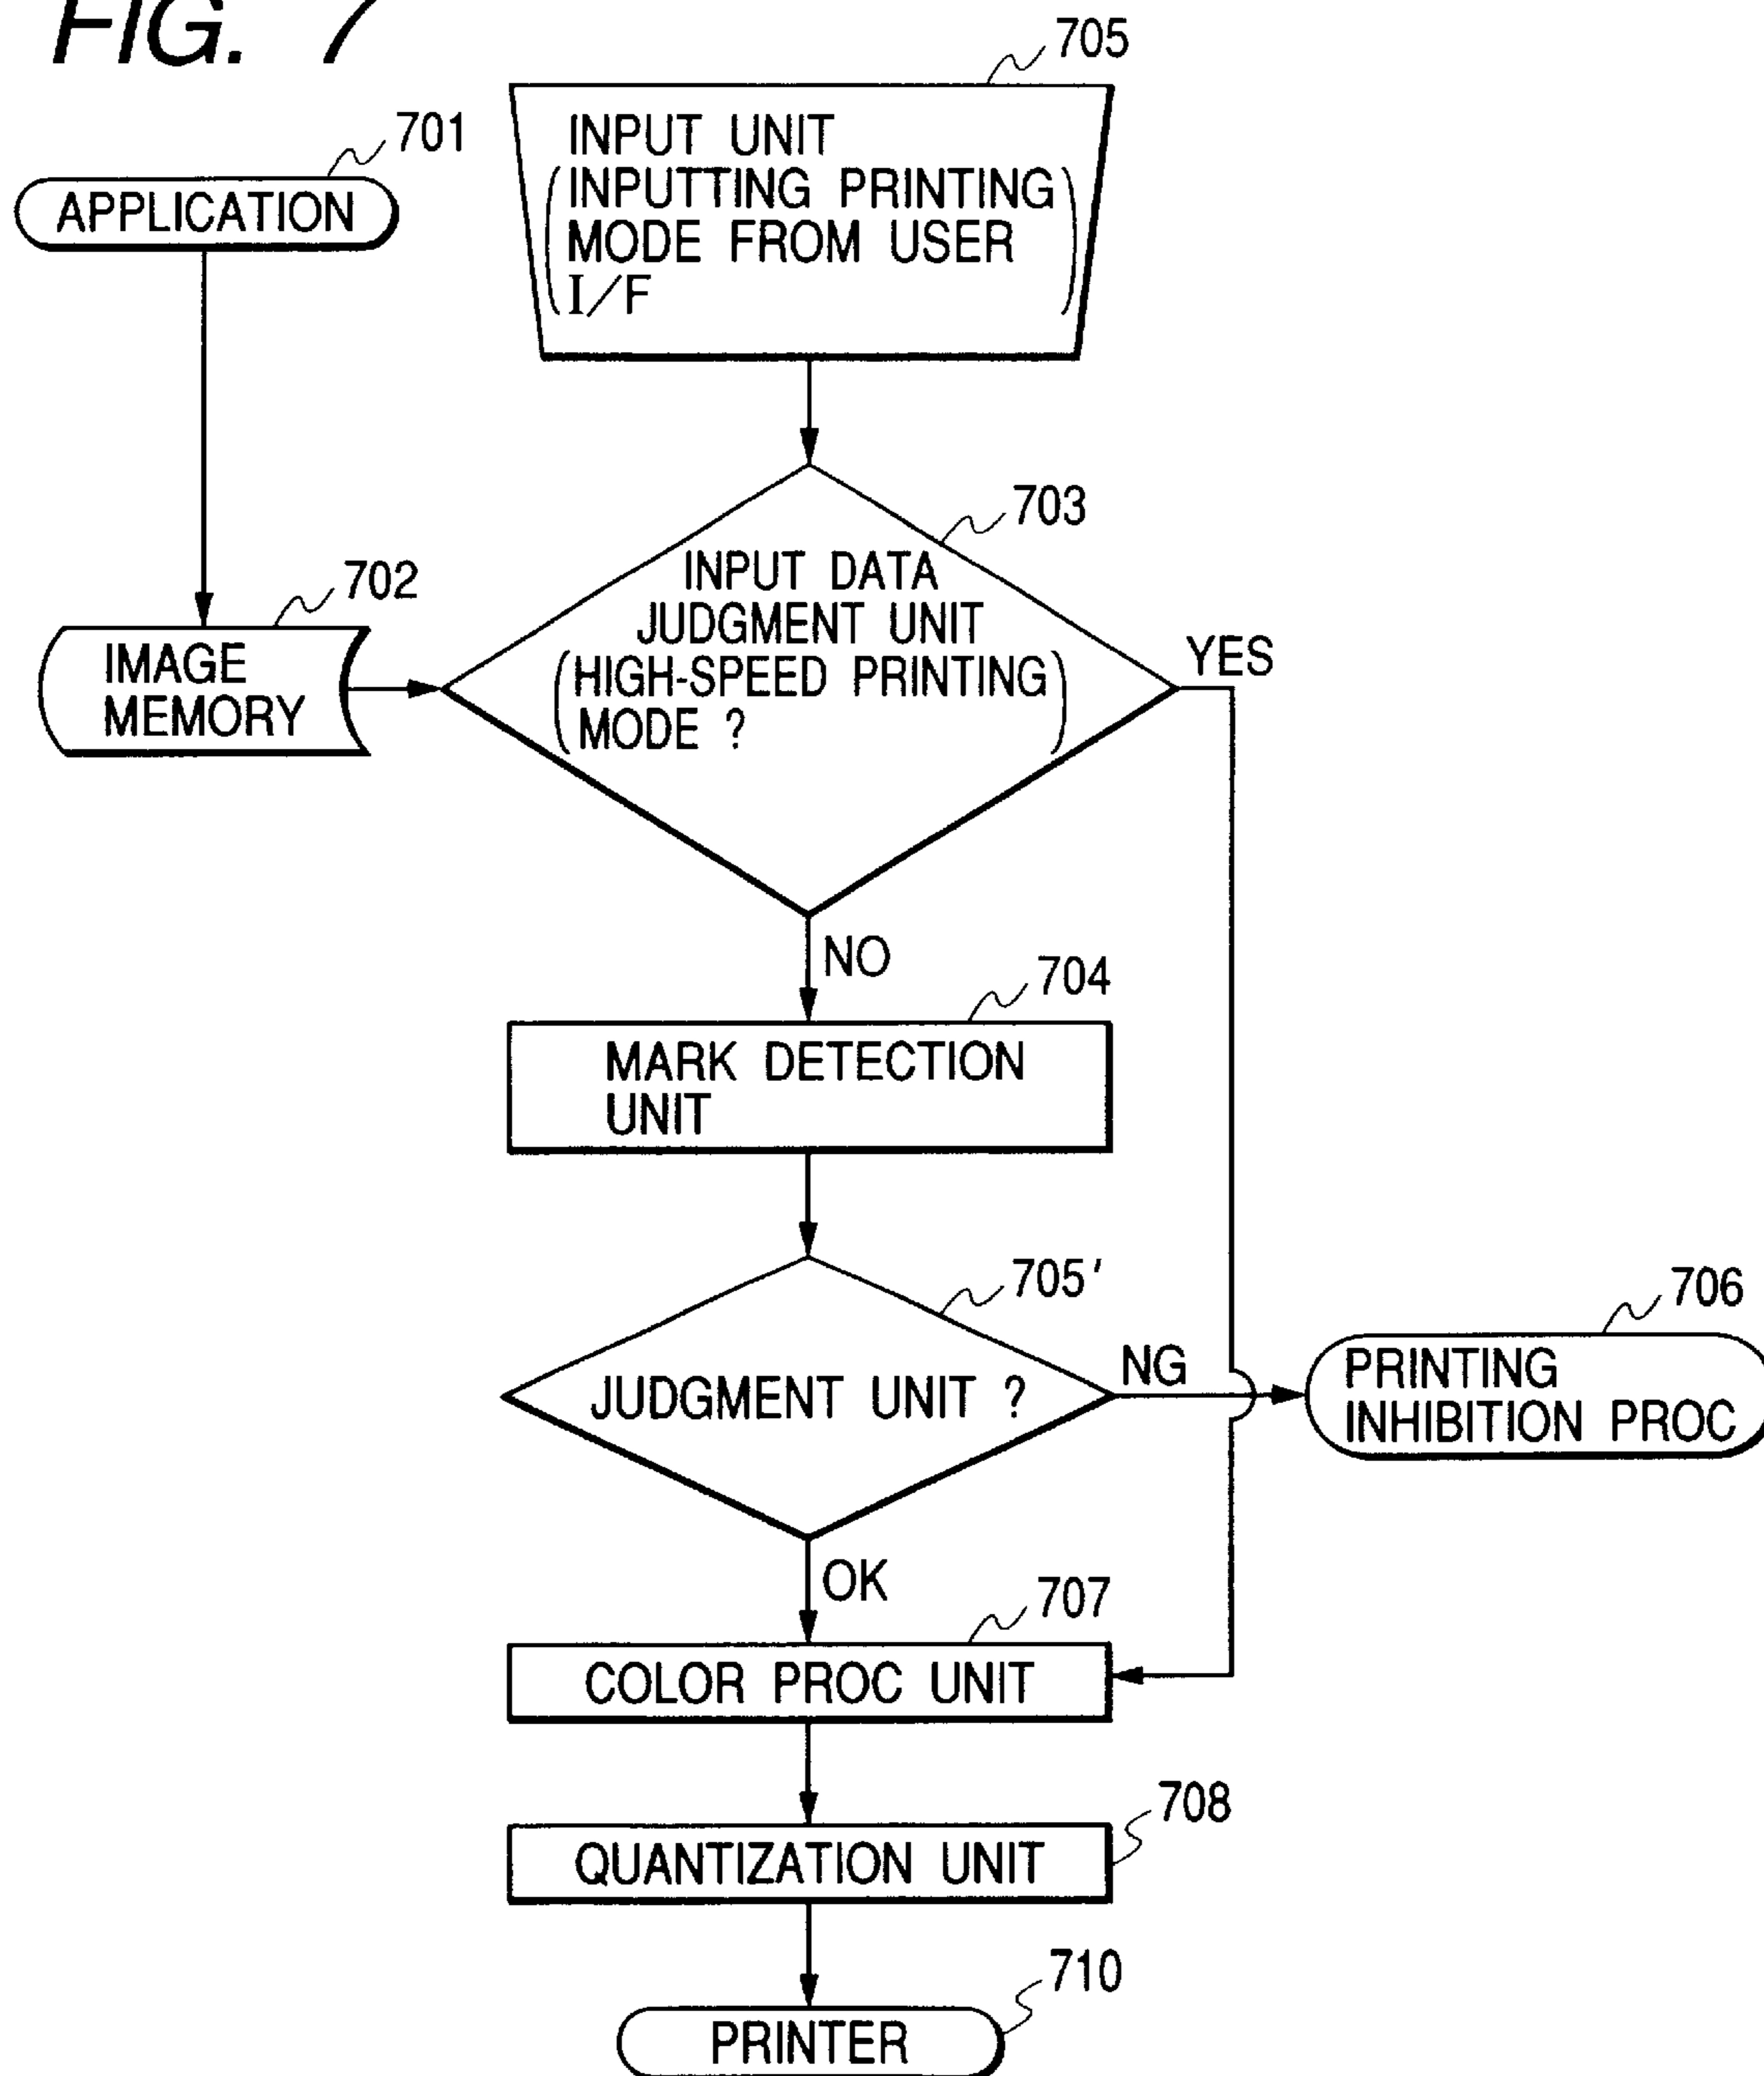 FIG. 7
705
701
INPUT UNIT
(INPUTTING PRINTING
MODE FROM USER
I/F)
APPLICATION
703
702
INPUT DATA
JUDGMENT UNIT
(HIGH-SPEED PRINTING
MODE ?)
YES
IMAGE
MEMORY
NO
704
MARK DETECTION
UNIT
705'
706
JUDGMENT UNIT ?
NG
PRINTING
INHIBITION PROC
OK
707
COLOR PROC UNIT
708
QUANTIZATION UNIT
710
PRINTER